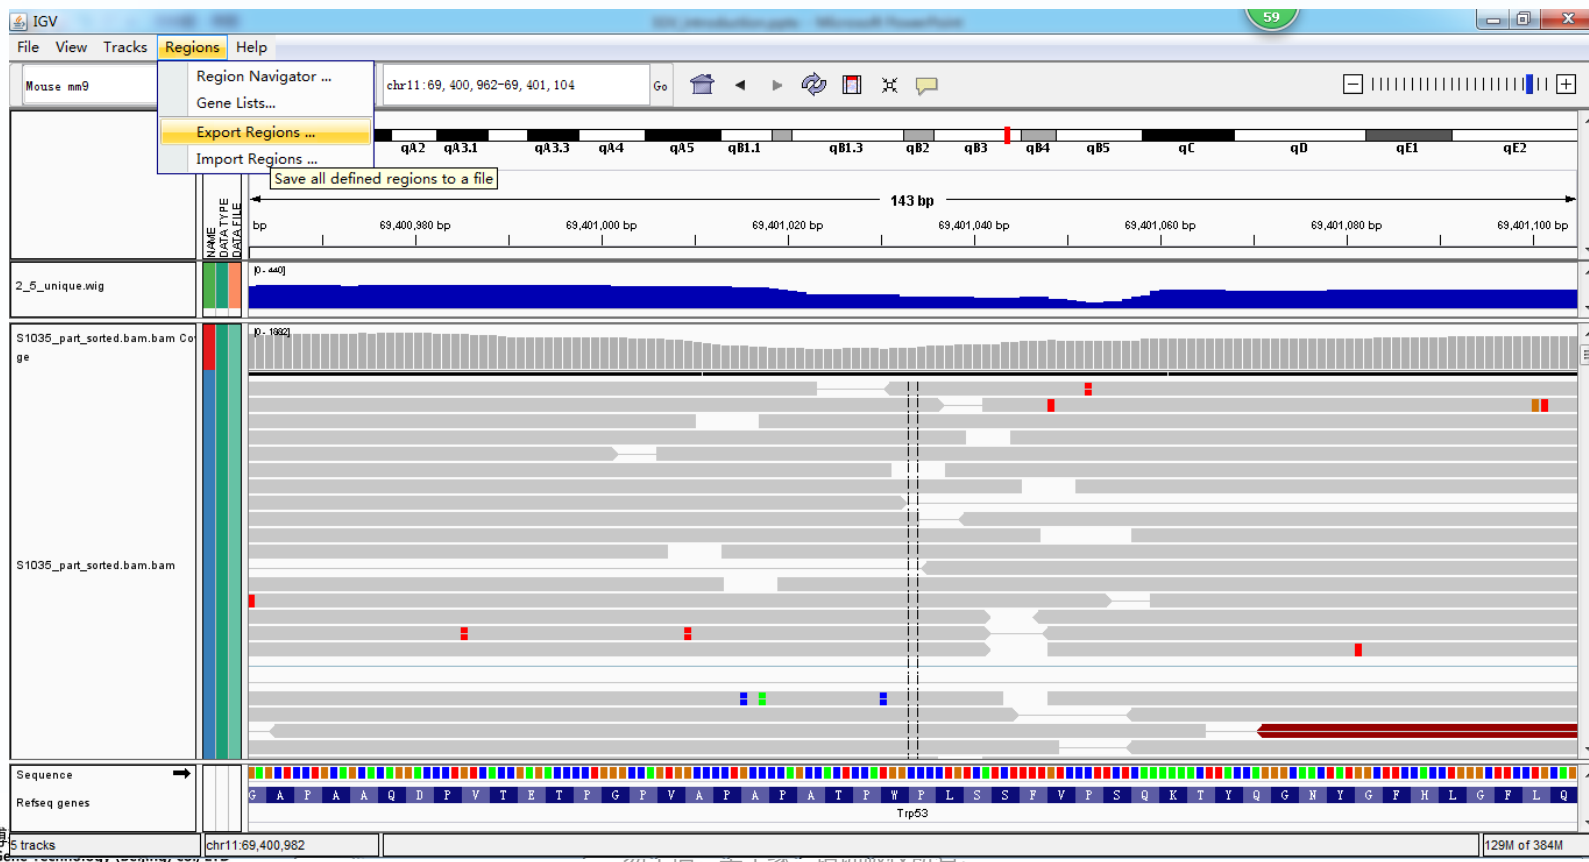 IGV
59
File View Tracks Regions Help
Mouse mm9
chr11:69,400,962-69,401,104
Go
Region Navigator ...
Gene Lists...
Export Regions ...
Import Regions ...
Save all defined regions to a file
qA2 qA3.1 qA3.3 qA4 qA5 qB1.1 qB1.3 qB2 qB3 qB4 qB5 qC qD qE1 qE2
143 bp
bp 69,400,980 bp 69,401,000 bp 69,401,020 bp 69,401,040 bp 69,401,060 bp 69,401,080 bp 69,401,100 bp
NAME
DATA TYPE
DATA FILE
2_5_unique.wig
[0 - 440]
S1035_part_sorted.bam.bam Co
ge
[0 - 1882]
S1035_part_sorted.bam.bam
Sequence
Refseq genes
G A P A A Q D P V T E T P G P V A P A P A T P W P L S S F V P S Q K T Y Q G N Y G F H L G F L Q
Trp53
5 tracks
chr11:69,400,982
129M of 384M